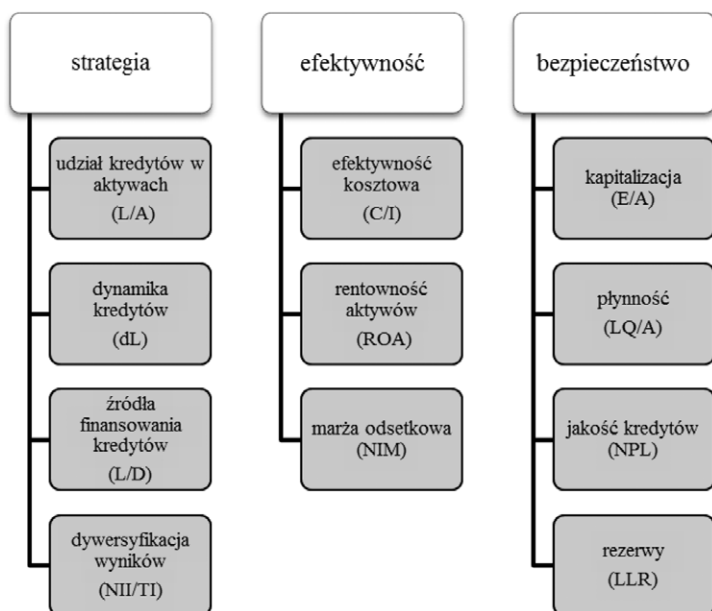 strategia
udział kredytów w
aktywach
(L/A)
dynamika
kredytów
(dL)
źródła
finansowania
kredytów
(L/D)
dywersyfikacja
wyników
(NII/TI)
efektywność
efektywność
kosztowa
(C/I)
rentowność
aktywów
(ROA)
marża odsetkowa
(NIM)
bezpieczeństwo
kapitalizacja
(E/A)
płynność
(LQ/A)
jakość kredytów
(NPL)
rezerwy
(LLR)